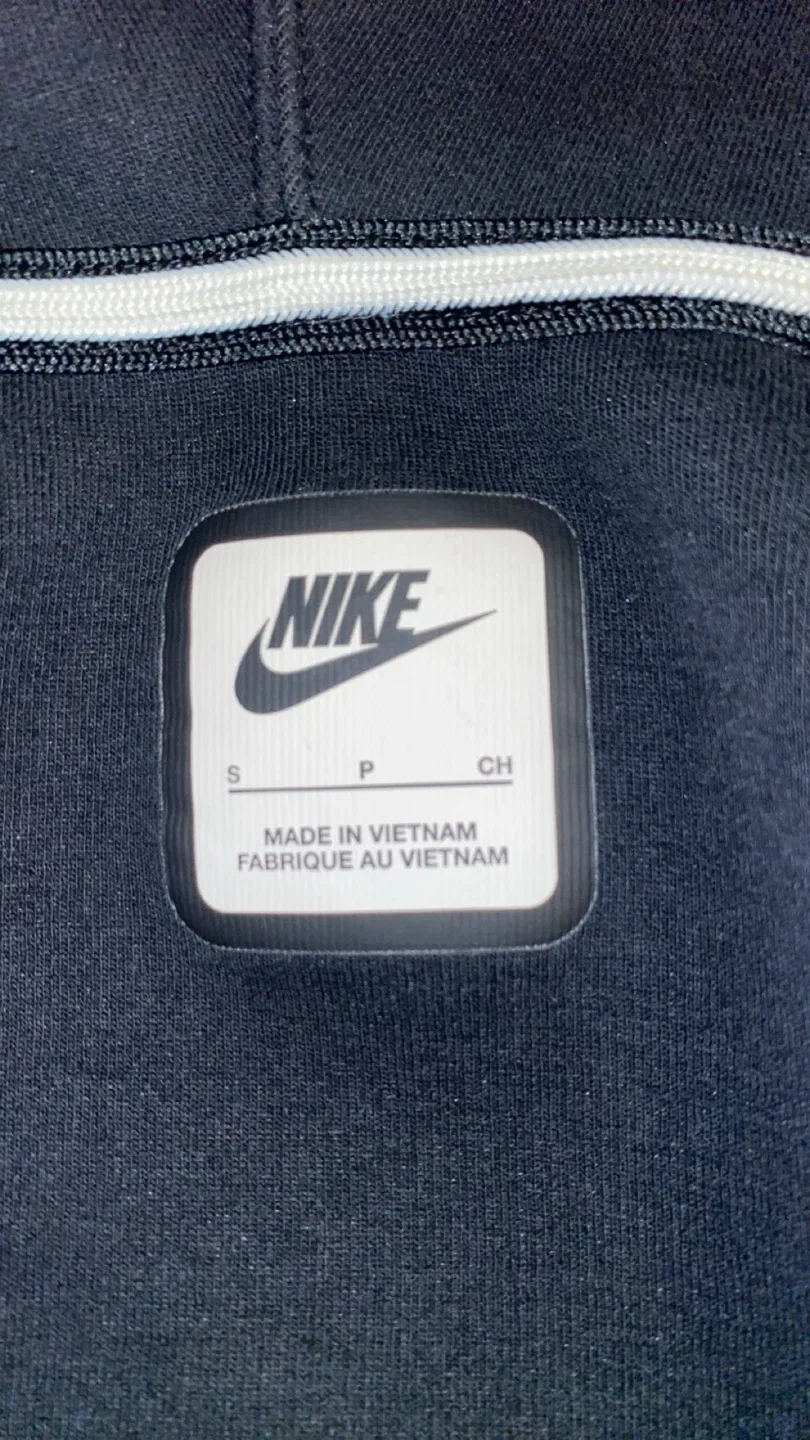 NIKE
S P CH
MADE IN VIETNAM
FABRIQUE AU VIETNAM